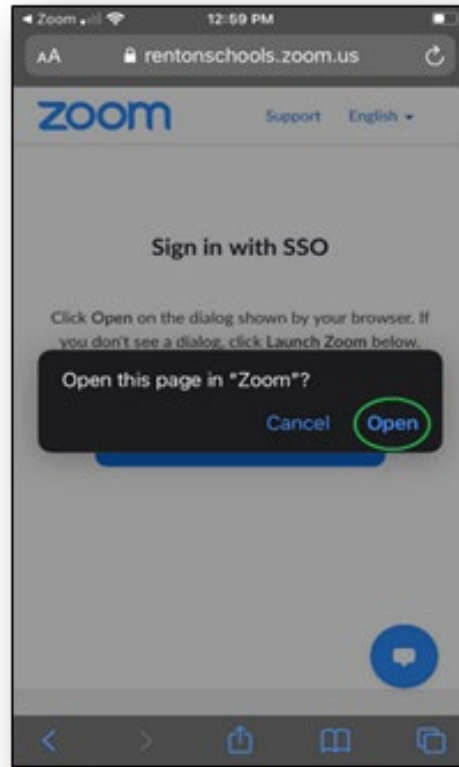 Zoom
12:59 PM
AA rentonschools.zoom.us
zoom Support English
Sign in with SSO
Click Open on the dialog shown by your browser. If
you don't see a dialog, click Launch Zoom below.
Open this page in "Zoom"?
Cancel Open